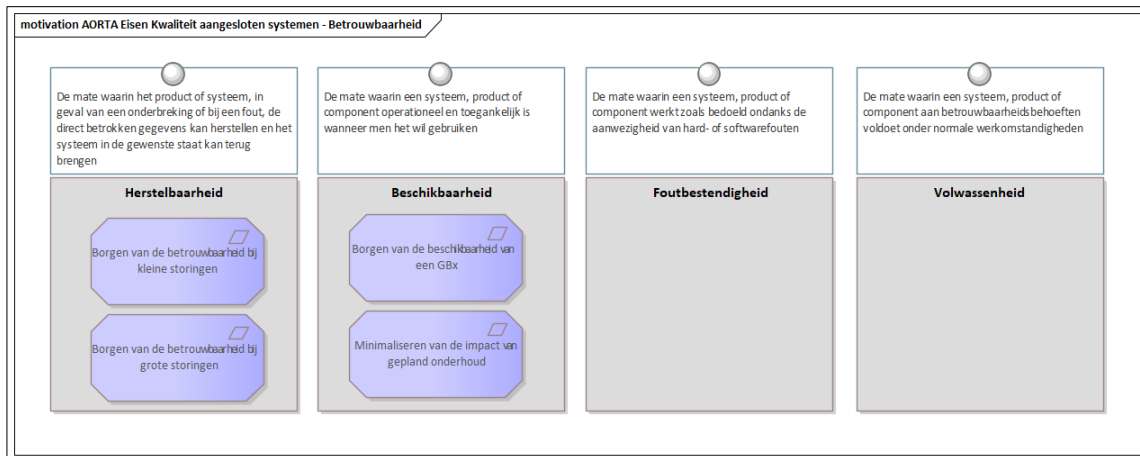 motivation AORTA Eisen Kwaliteit aangesloten systemen - Betrouwbaarheid
De mate waarin het product of systeem, in
geval van een onderbreking of bij een fout, de
direct betrokken gegevens kan herstellen en het
systeem in de gewenste staat kan terug
brengen
Herstelbaarheid
Borgen van de betrouwbaarheid bij
kleine storingen
Borgen van de betrouwbaarheid bij
grote storingen
De mate waarin een systeem, product of
component operationeel en toegankelijk is
wanneer men het wil gebruiken
Beschikbaarheid
Borgen van de beschikbaarheid van
een GBx
Minimaliseren van de impact van
gepland onderhoud
De mate waarin een systeem, product of
component werkt zoals bedoeld ondanks de
aanwezigheid van hard- of softwarefouten
Foutbestendigheid
De mate waarin een systeem, product of
component aan betrouwbaarheidsbehoeften
voldoet onder normale werkomstandigheden
Volwassenheid